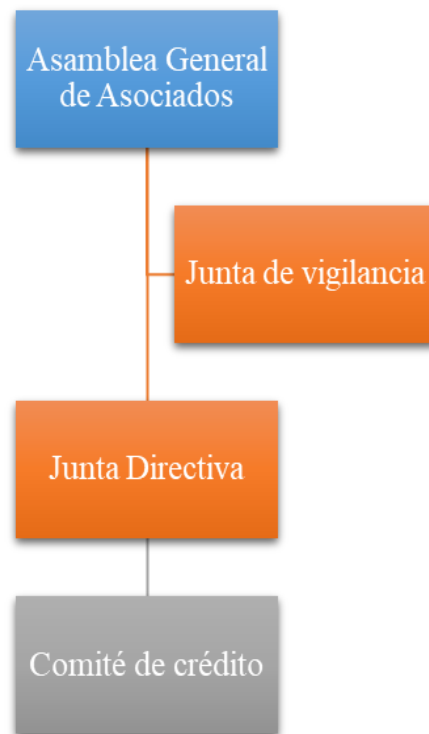 Asamblea General
de Asociados
Junta de vigilancia
Junta Directiva
Comité de crédito